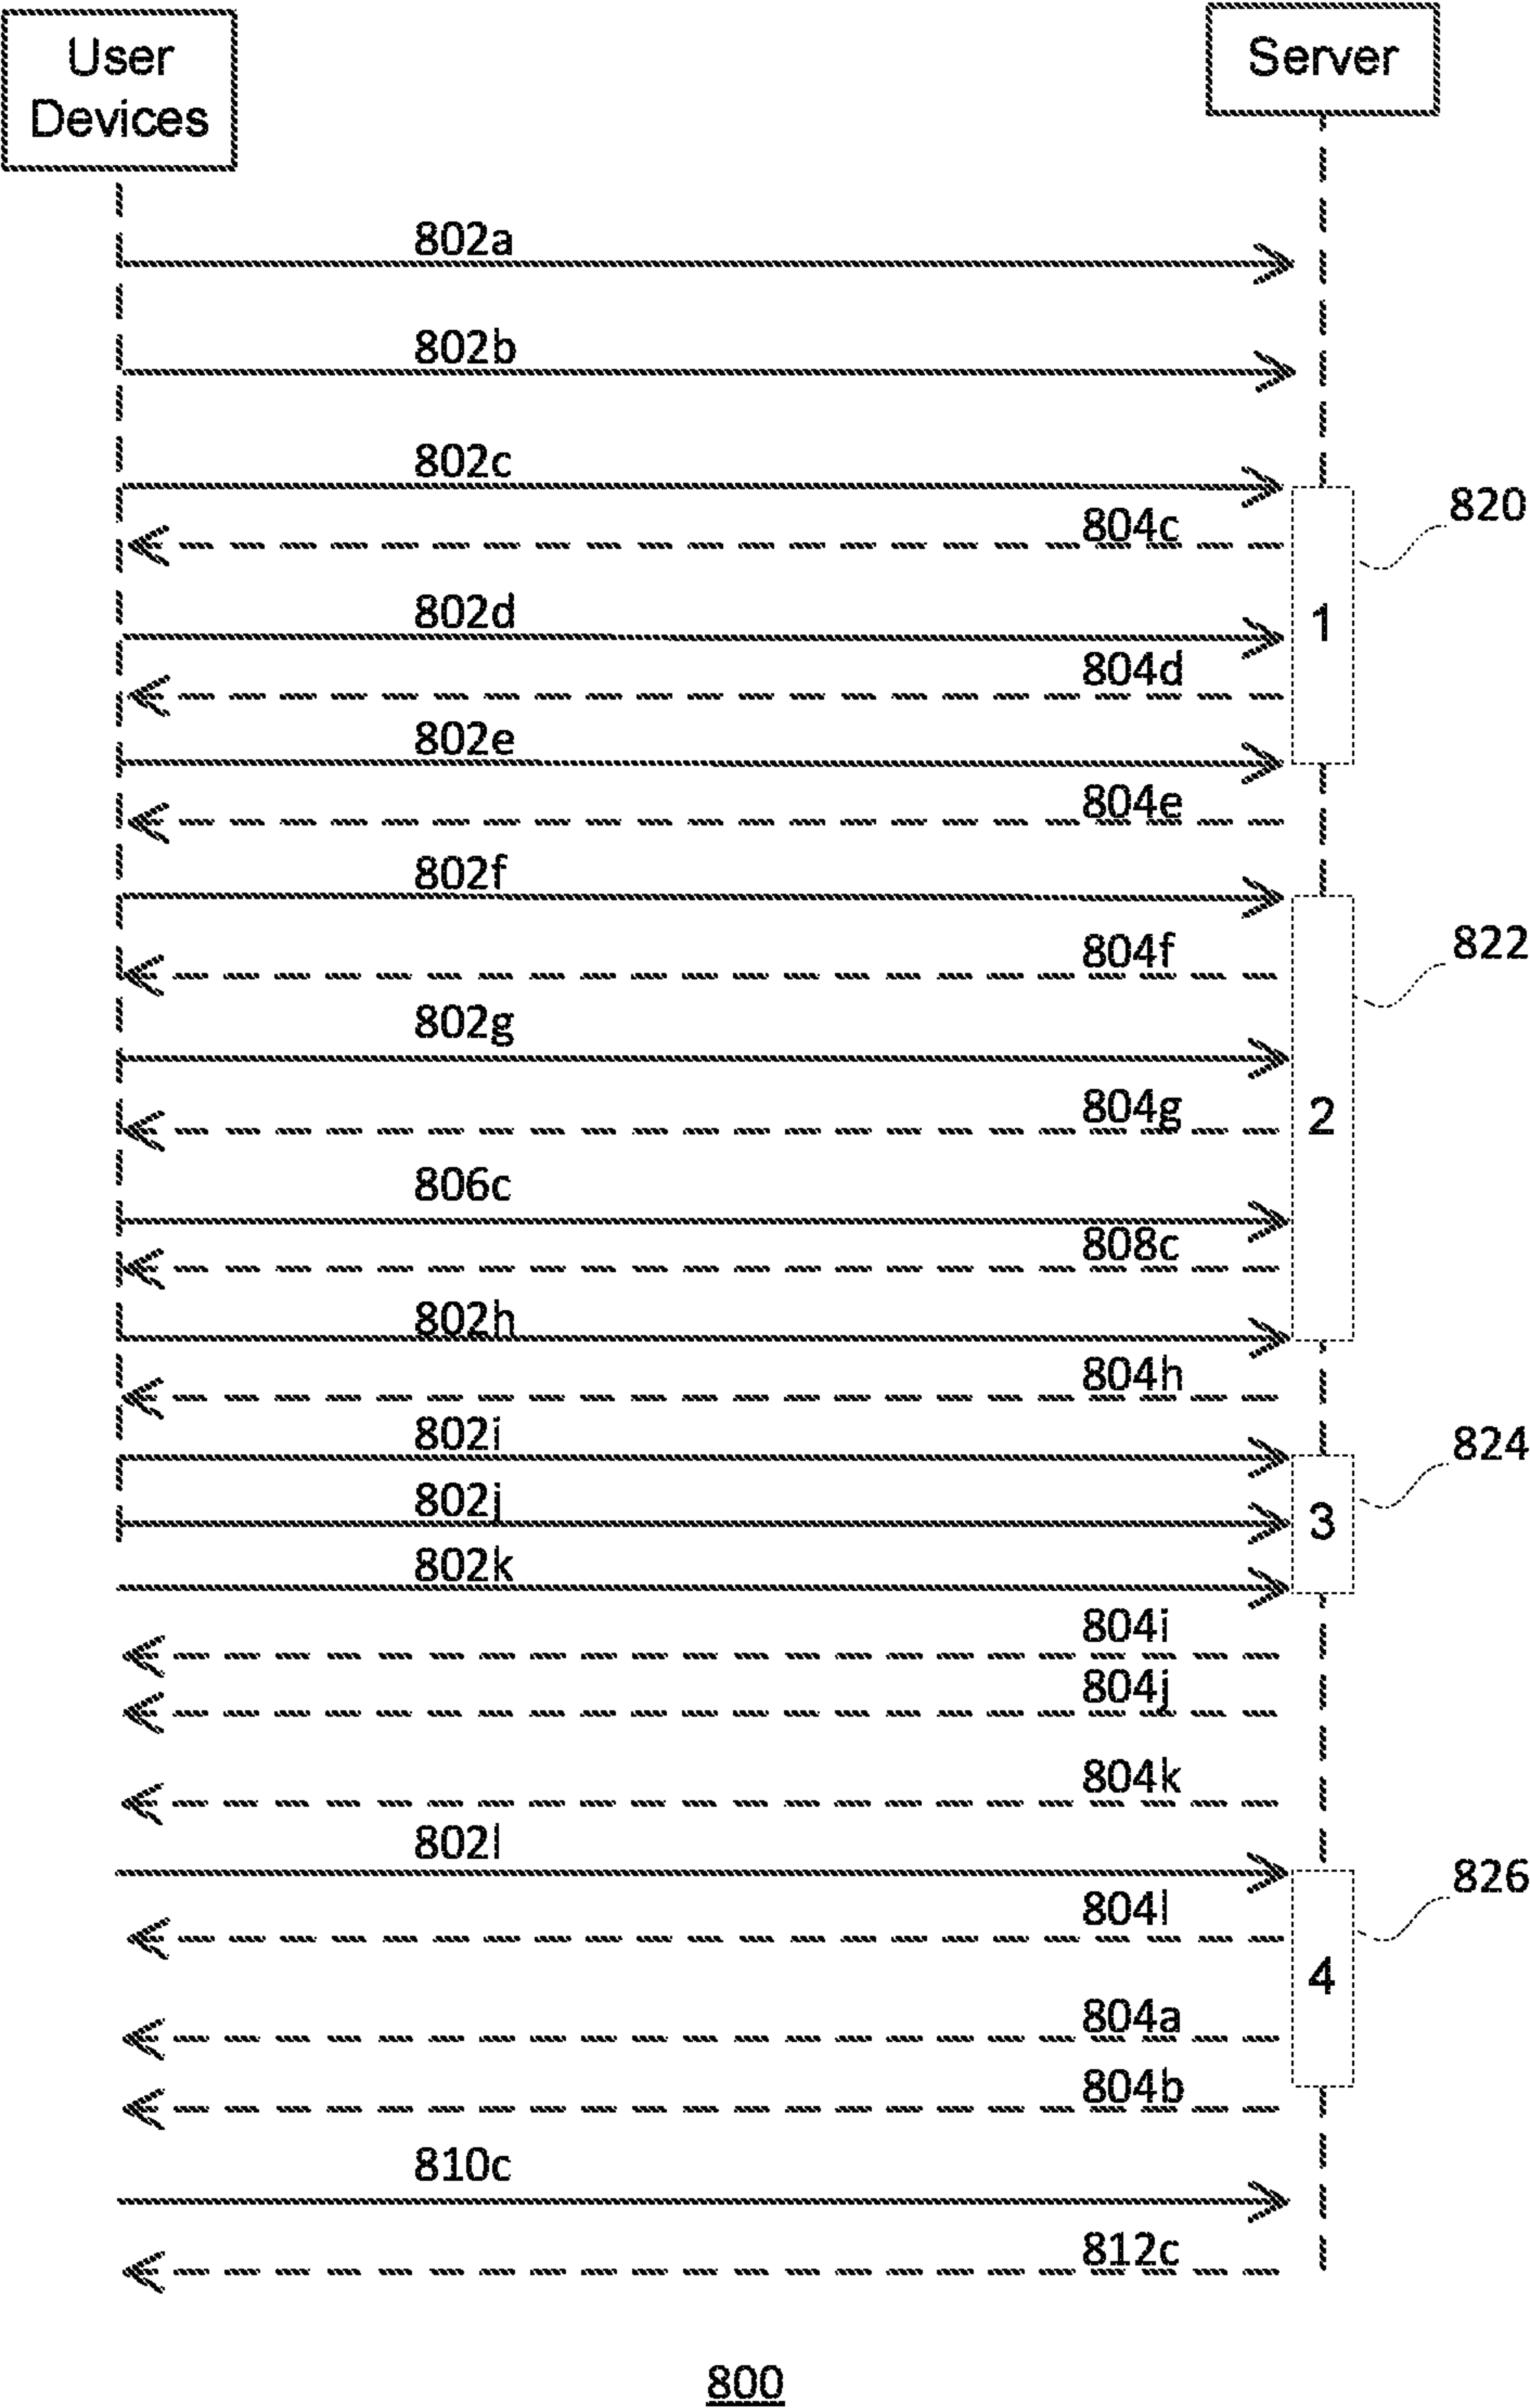 User
Devices
Server
802a
802b
802c
820
804c
802d
1
804d
802e
804e
802f
822
804f
802g
804g
2
806c
808c
802h
804h
802i
824
802j
3
802k
804i
804j
804k
802l
826
804l
4
804a
804b
810c
812c
800